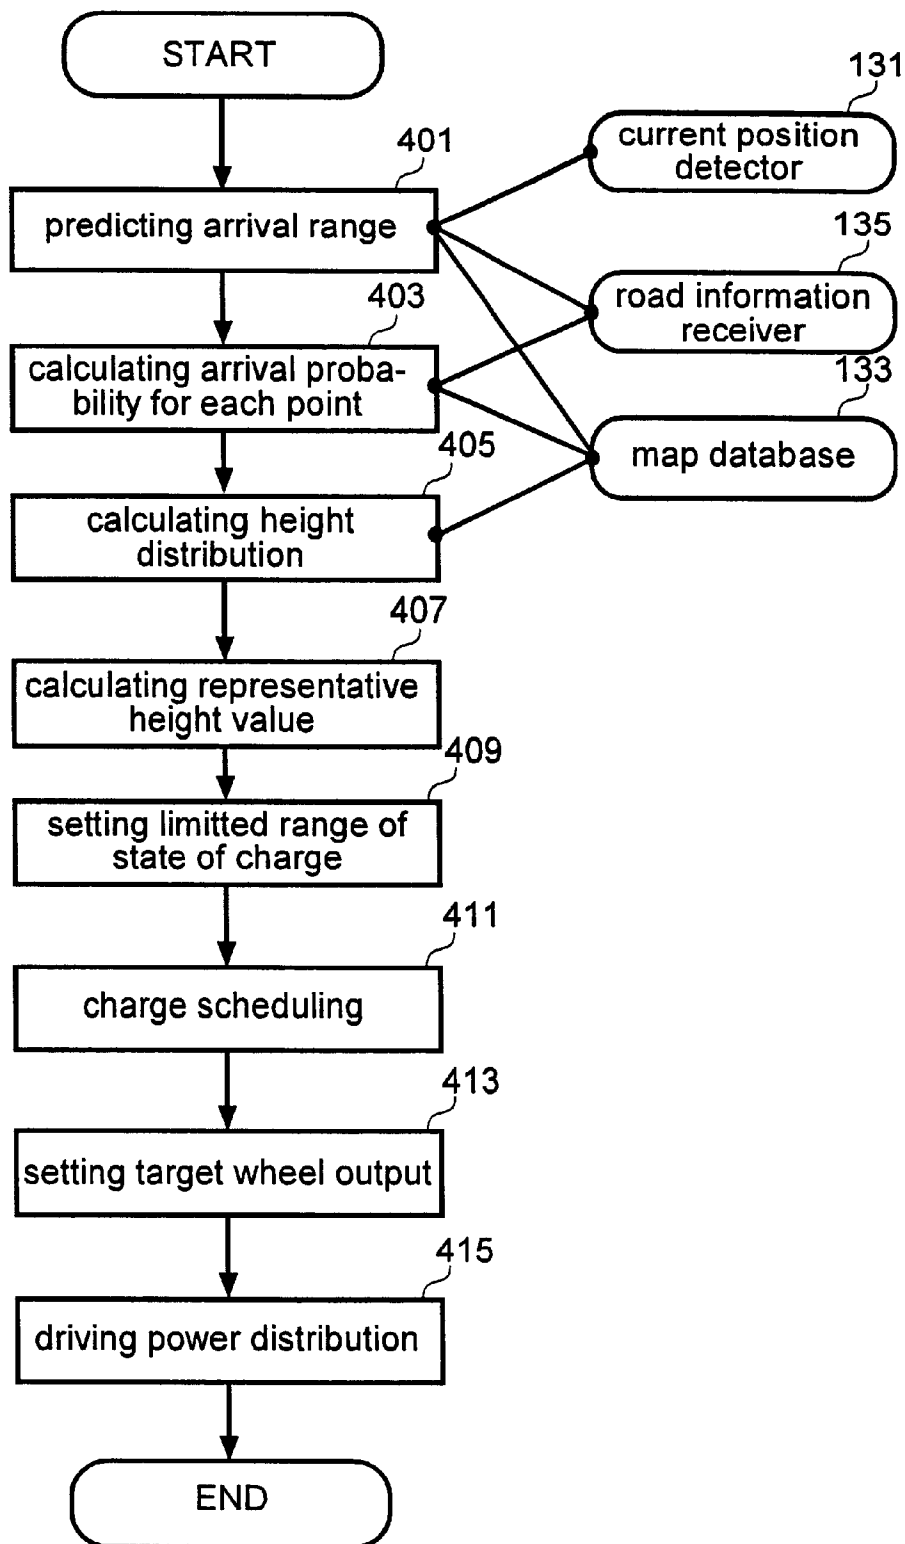 START
401
predicting arrival range
403
calculating arrival proba-
bility for each point
405
calculating height
distribution
407
calculating representative
height value
409
setting limitted range of
state of charge
411
charge scheduling
413
setting target wheel output
415
driving power distribution
END
131
current position
detector
135
road information
receiver
133
map database